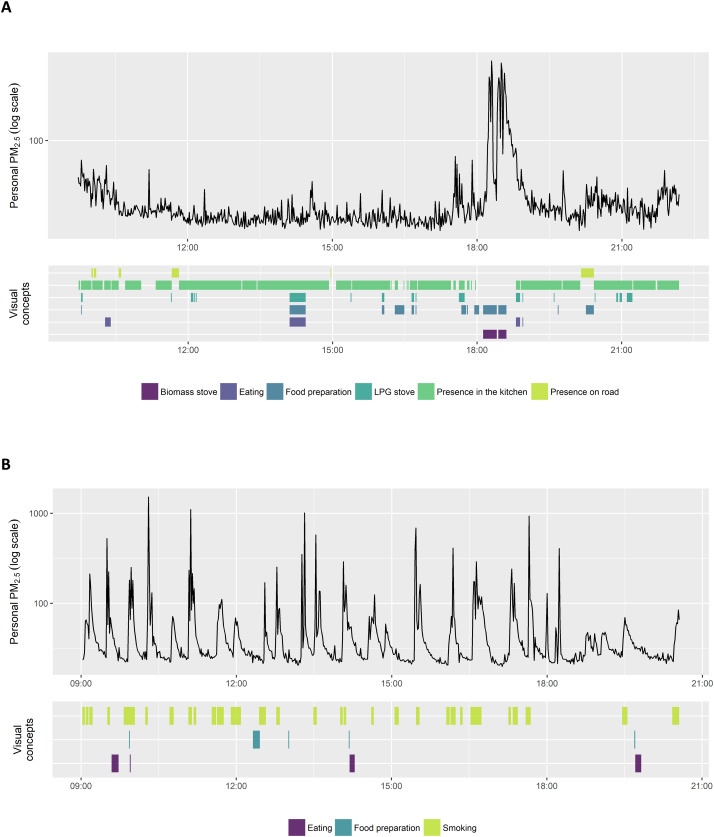 A
Personal PM2.5 (log scale)
100
12:00 15:00 18:00 21:00
Visual
concepts
12:00 15:00 18:00 21:00
Biomass stove Eating Food preparation LPG stove Presence in the kitchen Presence on road
B
Personal PM2.5 (log scale)
1000
100
09:00 12:00 15:00 18:00 21:00
Visual
concepts
09:00 12:00 15:00 18:00 21:00
Eating Food preparation Smoking